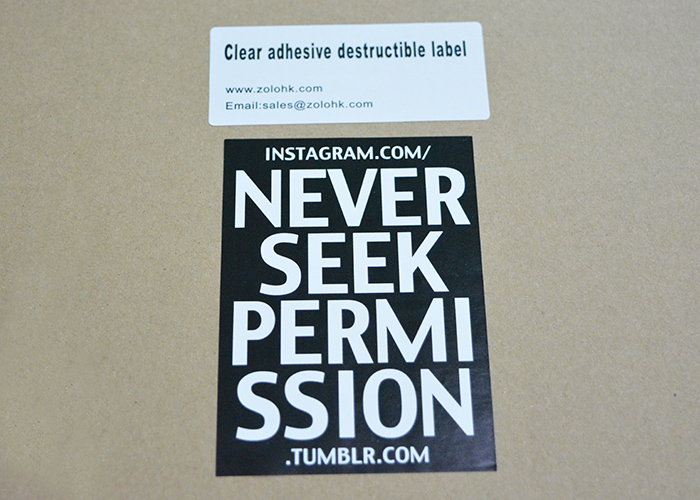 Clear adhesive destructible label
www.zolohk.com
Email:sales@zolohk.com
INSTAGRAM.COM/
NEVER
SEEK
PERMI
SSION
.TUMBLR.COM